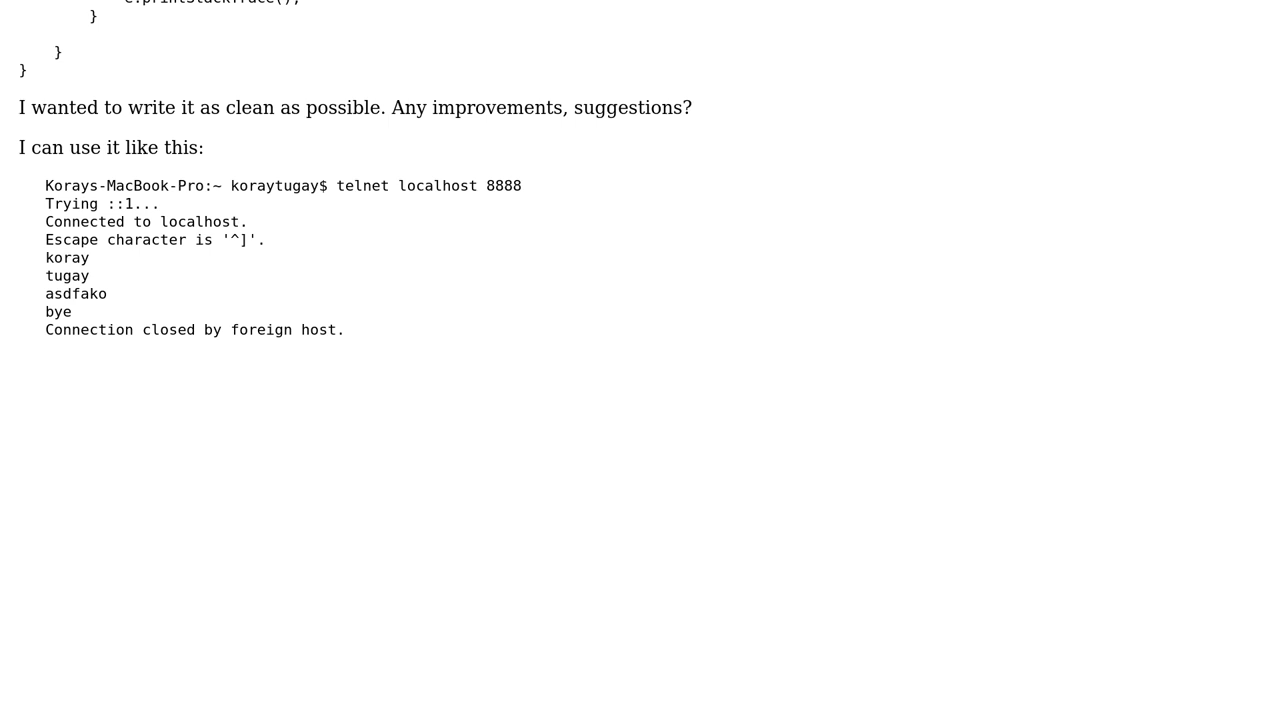 e.printStackTrace();
}
}
}
I wanted to write it as clean as possible. Any improvements, suggestions?
I can use it like this:
Korays-MacBook-Pro:~ koraytugay$ telnet localhost 8888
Trying ::1...
Connected to localhost.
Escape character is '^]'.
koray
tugay
asdfako
bye
Connection closed by foreign host.